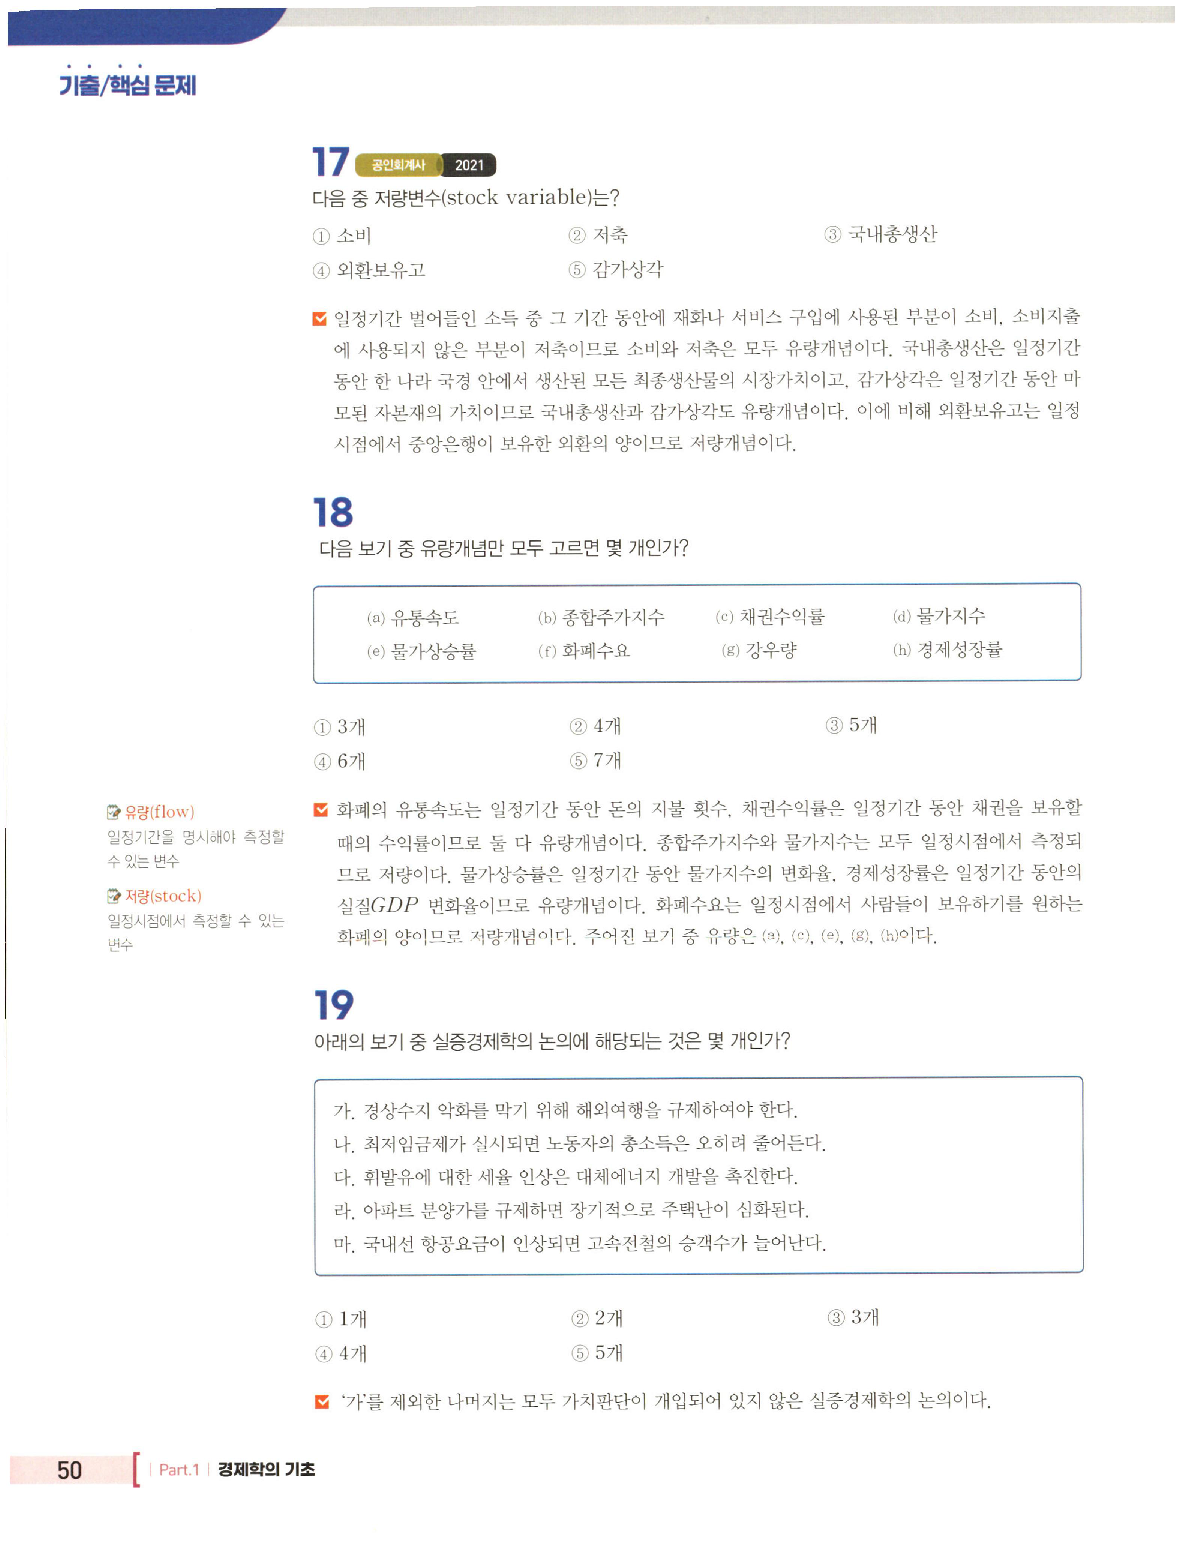 기출/핵심 문제
17 공인회계사 2021
다음 중 저량변수(stock variable)는?
① 소비 ② 저축 ③ 국내총생산
④ 외환보유고 ⑤ 감가상각
일정기간 벌어들인 소득 중 그 기간 동안에 재화나 서비스 구입에 사용된 부분이 소비, 소비지출
에 사용되지 않은 부분이 저축이므로 소비와 저축은 모두 유량개념이다. 국내총생산은 일정기간
동안 한 나라 국경 안에서 생산된 모든 최종생산물의 시장가치이고, 감가상각은 일정기간 동안 마
모된 자본재의 가치이므로 국내총생산과 감가상각도 유량개념이다. 이에 비해 외환보유고는 일정
시점에서 중앙은행이 보유한 외환의 양이므로 저량개념이다.
18
다음 보기 중 유량개념만 모두 고르면 몇 개인가?
(a) 유통속도 (b) 종합주가지수 (c) 채권수익률 (d) 물가지수
(e) 물가상승률 (f) 화폐수요 (g) 강우량 (h) 경제성장률
① 3개 ② 4개 ③ 5개
④ 6개 ⑤ 7개
유량(flow)
일정기간을 명시해야 측정할
수 있는 변수
저량(stock)
일정시점에서 측정할 수 있는
변수
화폐의 유통속도는 일정기간 동안 돈의 지불 횟수, 채권수익률은 일정기간 동안 채권을 보유할
때의 수익률이므로 둘 다 유량개념이다. 종합주가지수와 물가지수는 모두 일정시점에서 측정되
므로 저량이다. 물가상승률은 일정기간 동안 물가지수의 변화율, 경제성장률은 일정기간 동안의
실질GDP 변화율이므로 유량개념이다. 화폐수요는 일정시점에서 사람들이 보유하기를 원하는
화폐의 양이므로 저량개념이다. 주어진 보기 중 유량은 (a), (c), (e), (g), (h)이다.
19
아래의 보기 중 실증경제학의 논의에 해당되는 것은 몇 개인가?
가. 경상수지 악화를 막기 위해 해외여행을 규제하여야 한다.
나. 최저임금제가 실시되면 노동자의 총소득은 오히려 줄어든다.
다. 휘발유에 대한 세율 인상은 대체에너지 개발을 촉진한다.
라. 아파트 분양가를 규제하면 장기적으로 주택난이 심화된다.
마. 국내선 항공요금이 인상되면 고속전철의 승객수가 늘어난다.
① 1개 ② 2개 ③ 3개
④ 4개 ⑤ 5개
'가'를 제외한 나머지는 모두 가치판단이 개입되어 있지 않은 실증경제학의 논의이다.
50 Part.1 경제학의 기초